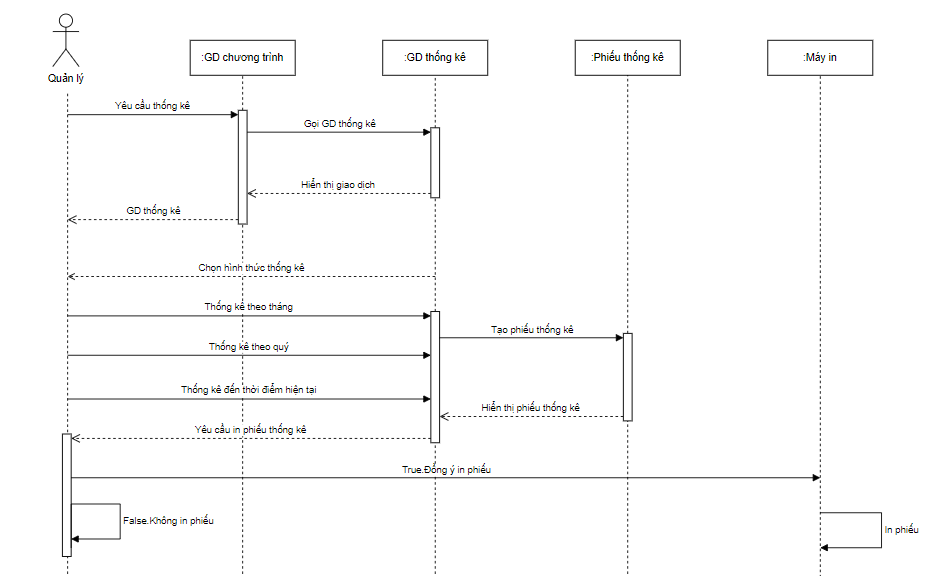 :GD chương trình
:GD thống kê
:Phiếu thống kê
:Máy in
Quản lý
Yêu cầu thống kê
Gọi GD thống kê
Hiển thị giao dịch
GD thống kê
Chọn hình thức thống kê
Thống kê theo tháng
Tạo phiếu thống kê
Thống kê theo quý
Thống kê đến thời điểm hiện tại
Hiển thị phiếu thống kê
Yêu cầu in phiếu thống kê
True.Đồng ý in phiếu
False.Không in phiếu
In phiếu